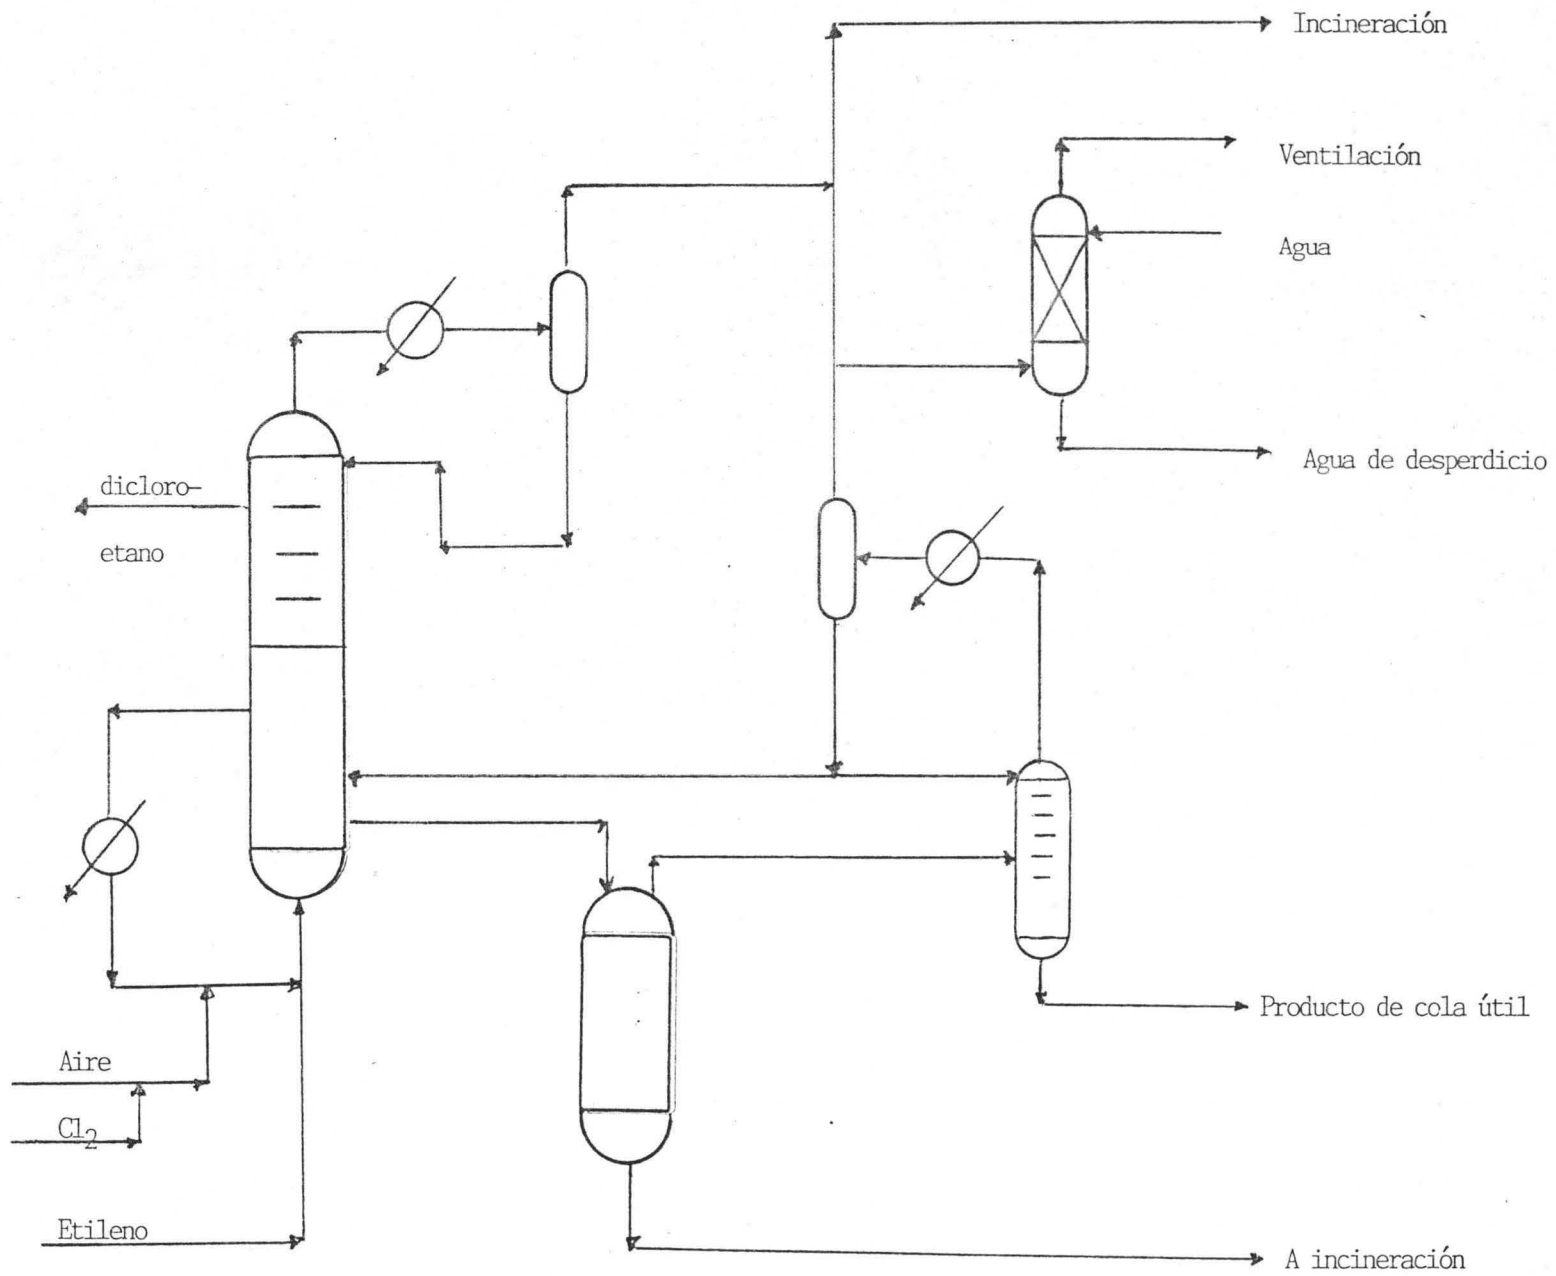 Incineración
Ventilación
Agua
Agua de desperdicio
dicloro-
etano
Producto de cola útil
Aire
Cl2
Etileno
A incineración